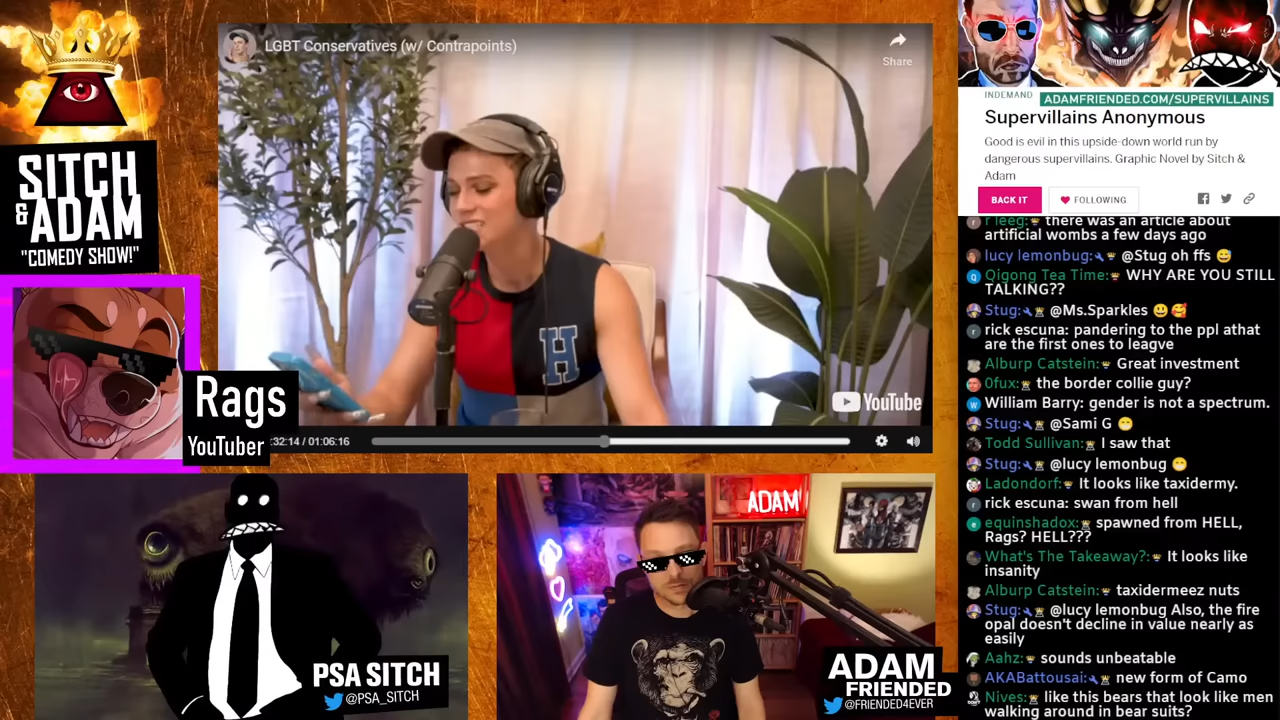 SITCH
& ADAM
"COMEDY SHOW!"
LGBT Conservatives (w/ Contrapoints)
Share
H
YouTube
:32:14 / 01:06:16
Rags
YouTuber
PSA SITCH
@PSA_SITCH
ADAM
ADAM
FRIENDED
@FRIENDED4EVER
INDEMAND
ADAMFRIENDED.COM/SUPERVILLAINS
Supervillains Anonymous
Good is evil in this upside-down world run by
dangerous supervillains. Graphic Novel by Sitch &
Adam
BACK IT
FOLLOWING
r leeg: there was an article about
artificial wombs a few days ago
lucy lemonbug: @Stug oh ffs 😅
Qigong Tea Time: WHY ARE YOU STILL
TALKING??
Stug: @Ms.Sparkles 😃🥰
rick escuna: pandering to the ppl athat
are the first ones to leagve
Alburp Catstein: Great investment
0fux: the border collie guy?
William Barry: gender is not a spectrum.
Stug: @Sami G 😁
Todd Sullivan: I saw that
Stug: @lucy lemonbug 😁
Ladondorf: It looks like taxidermy.
rick escuna: swan from hell
equinshadox: spawned from HELL,
Rags? HELL???
What's The Takeaway?: It looks like
insanity
Alburp Catstein: taxidermeez nuts
Stug: @lucy lemonbug Also, the fire
opal doesn't decline in value nearly as
easily
Aahz: sounds unbeatable
AKABattousai: new form of Camo
Nives: like this bears that look like men
walking around in bear suits?